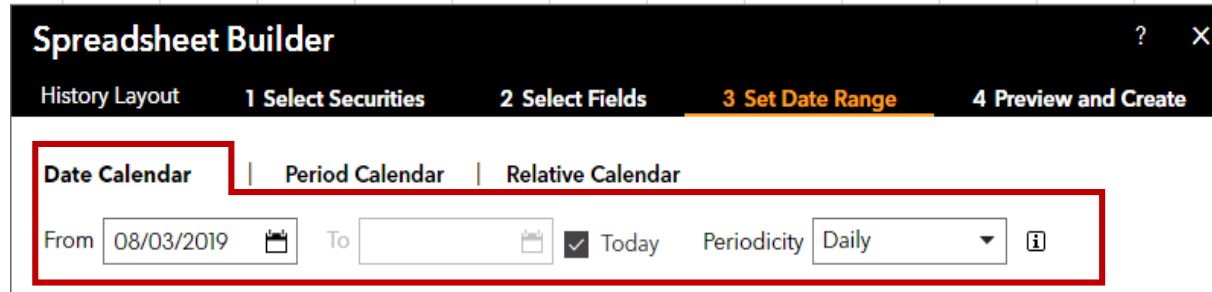 Spreadsheet Builder ? X
History Layout 1 Select Securities 2 Select Fields 3 Set Date Range 4 Preview and Create
Date Calendar | Period Calendar | Relative Calendar
From 08/03/2019 To Today Periodicity Daily i